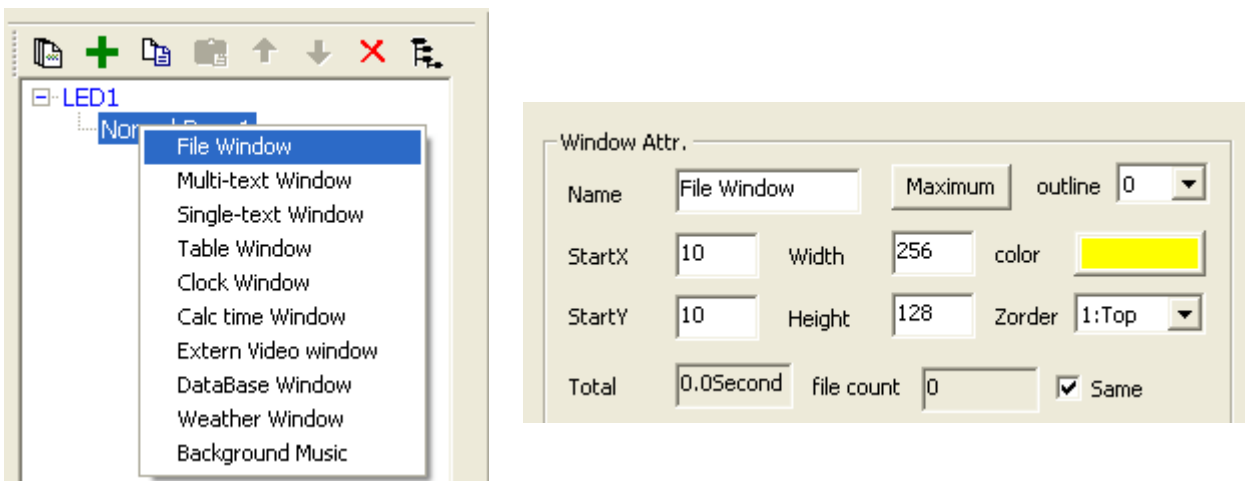 LED1
File Window
Multi-text Window
Single-text Window
Table Window
Clock Window
Calc time Window
Extern Video window
DataBase Window
Weather Window
Background Music
Window Attr.
Name File Window Maximum outline 0
StartX 10 Width 256 color
StartY 10 Height 128 Zorder 1:Top
Total 0.0Second file count 0 Same